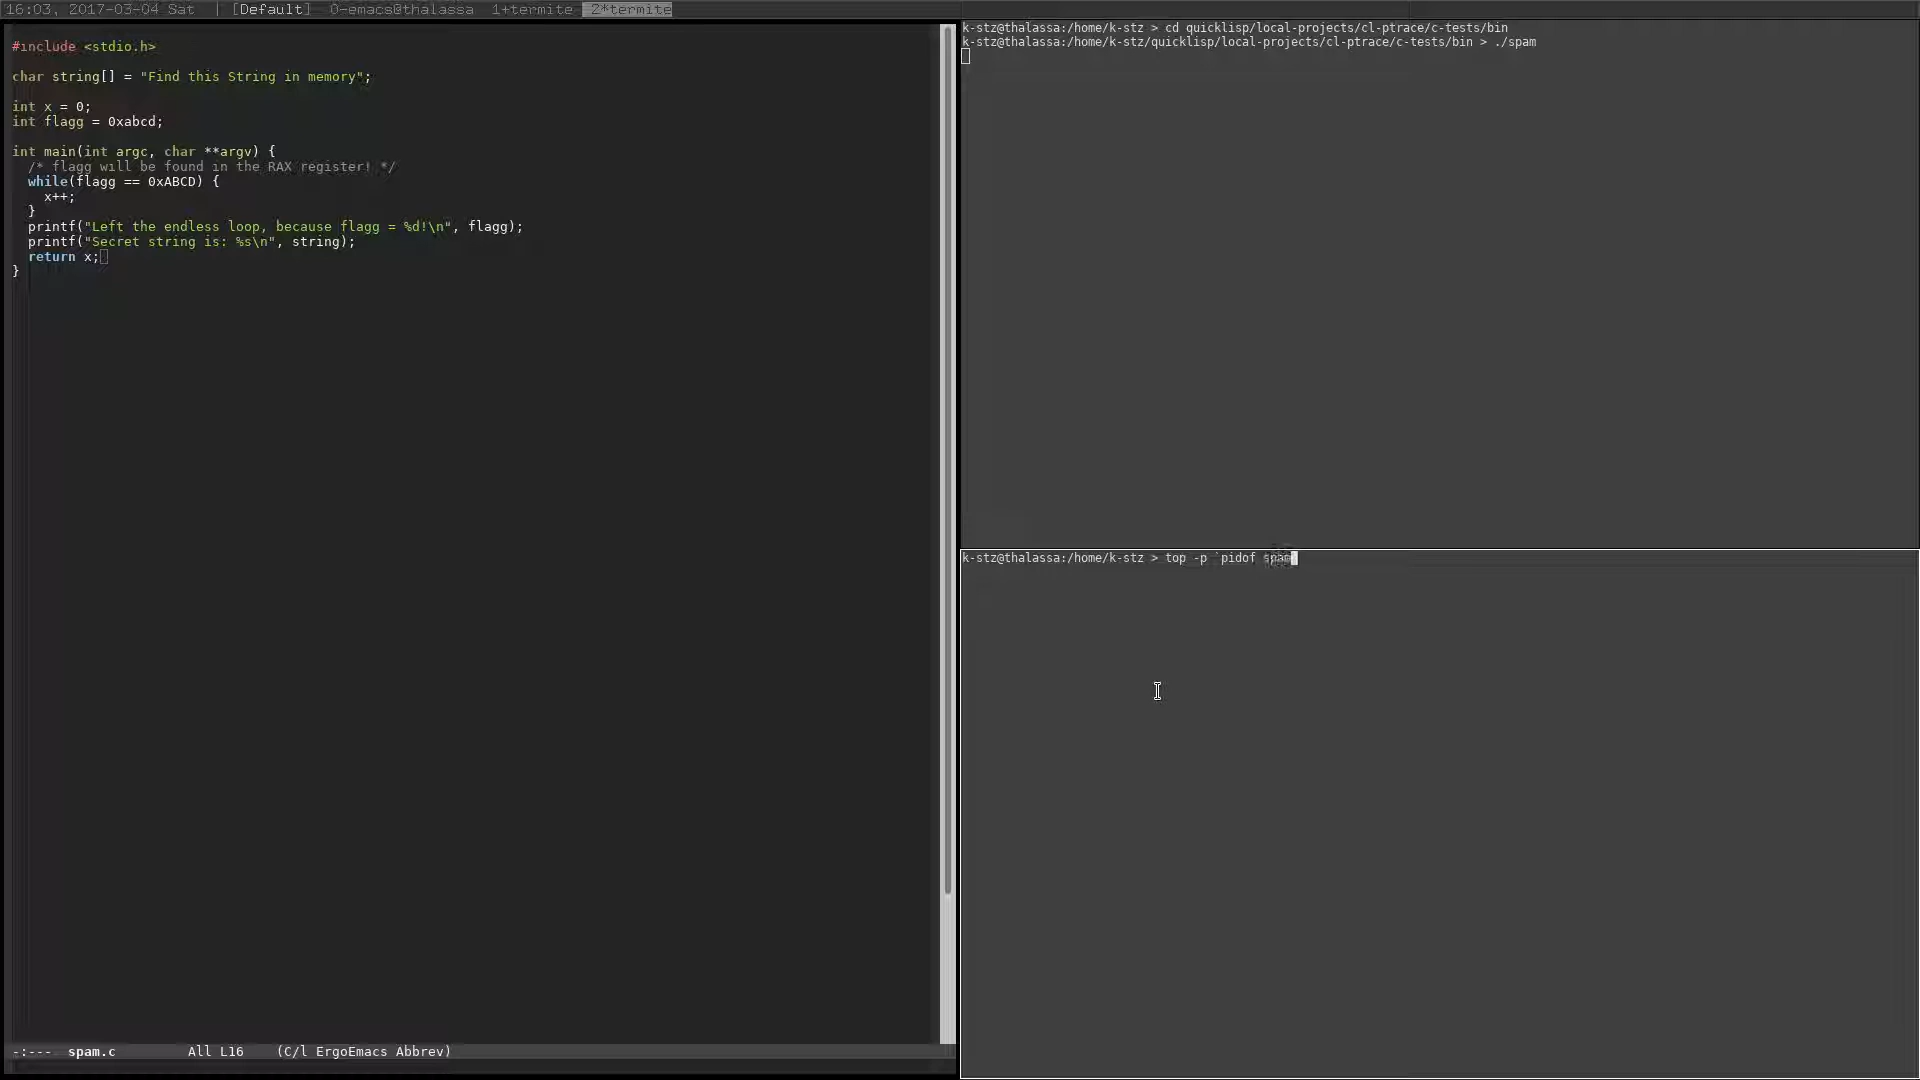 16:03, 2017-03-04 Sat | [Default] 0-emacs@thalassa 1+termite 2*termite
#include <stdio.h>
char string[] = "Find this String in memory";
int x = 0;
int flagg = 0xabcd;
int main(int argc, char **argv) {
/* flagg will be found in the RAX register! */
while(flagg == 0xABCD) {
x++;
}
printf("Left the endless loop, because flagg = %d!\n", flagg);
printf("Secret string is: %s\n", string);
return x;
}
-:--- spam.c All L16 (C/l ErgoEmacs Abbrev)
k-stz@thalassa:/home/k-stz > cd quicklisp/local-projects/cl-ptrace/c-tests/bin
k-stz@thalassa:/home/k-stz/quicklisp/local-projects/cl-ptrace/c-tests/bin > ./spam
k-stz@thalassa:/home/k-stz > top -p `pidof spam